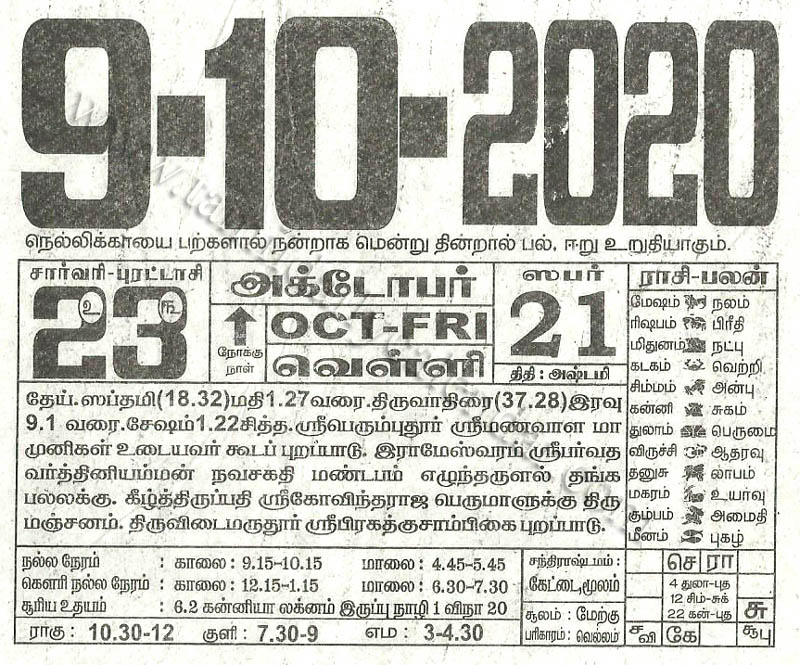 9-10-2020
நெல்லிக்காயை பற்களால் நன்றாக மென்று தின்றால் பல், ஈறு உறுதியாகும்.
சார்வரி-புரட்டாசி
23
உ ௩
அக்டோபர்
OCT-FRI
வெள்ளி
நோக்கு
நாள்
ஸபர்
21
திதி : அஷ்டமி
தேய்.ஸப்தமி(18.32)மதி1.27வரை.திருவாதிரை(37.28)இரவு
9.1 வரை.சேஷம்1.22சித்த.ஸ்ரீபெரும்புதூர் ஸ்ரீமணவாள மா
முனிகள் உடையவர் கூடப் புறப்பாடு. இராமேஸ்வரம் ஸ்ரீபர்வத
வர்த்தினியம்மன் நவசகதி மண்டபம் எழுந்தருளல் தங்க
பல்லக்கு. கீழ்த்திருப்பதி ஸ்ரீகோவிந்தராஜ பெருமாளுக்கு திரு
மஞ்சனம். திருவிடைமருதூர் ஸ்ரீபிரகத்குசாம்பிகை புறப்பாடு.
ராசி-பலன்
மேஷம் நலம்
ரிஷபம் பிரீதி
மிதுனம் நட்பு
கடகம் வெற்றி
சிம்மம் அன்பு
கன்னி சுகம்
துலாம் பெருமை
விருச்சி ஆதரவு
தனுசு லாபம்
மகரம் உயர்வு
கும்பம் அமைதி
மீனம் புகழ்
நல்ல நேரம் : காலை: 9.15-10.15 மாலை: 4.45-5.45
கௌரி நல்ல நேரம் : காலை: 12.15-1.15 மாலை: 6.30-7.30
சூரிய உதயம் : 6.2 கன்னியா லக்னம் இருப்பு நாழி 1 விநா 20
ராகு : 10.30-12 குளி : 7.30-9 எம : 3-4.30
சந்திராஷ்டமம் :
கேட்டை,மூலம்
சூலம் : மேற்கு
பரிகாரம் : வெல்லம்
செ ரா
4 துலா-புத
12 சிம்-சுக்
22 கன்-புத
சு
ச வி
கே
சூபு